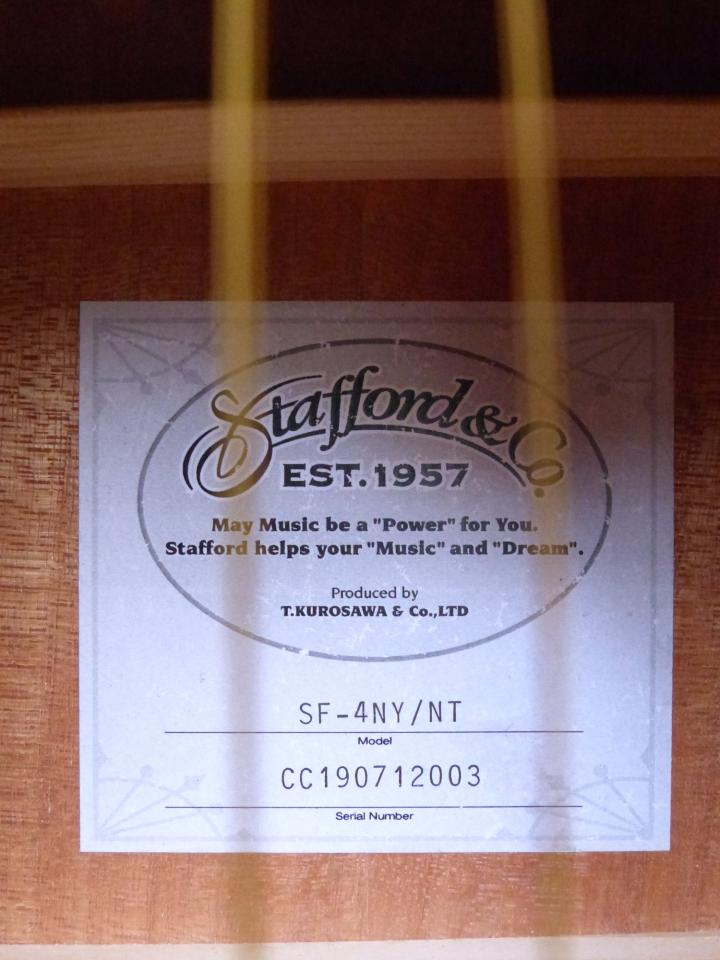 Stafford & Co.
EST.1957
May Music be a "Power" for You.
Stafford helps your "Music" and "Dream".
Produced by
T.KUROSAWA & Co.,LTD
SF-4NY/NT
Model
CC190712003
Serial Number